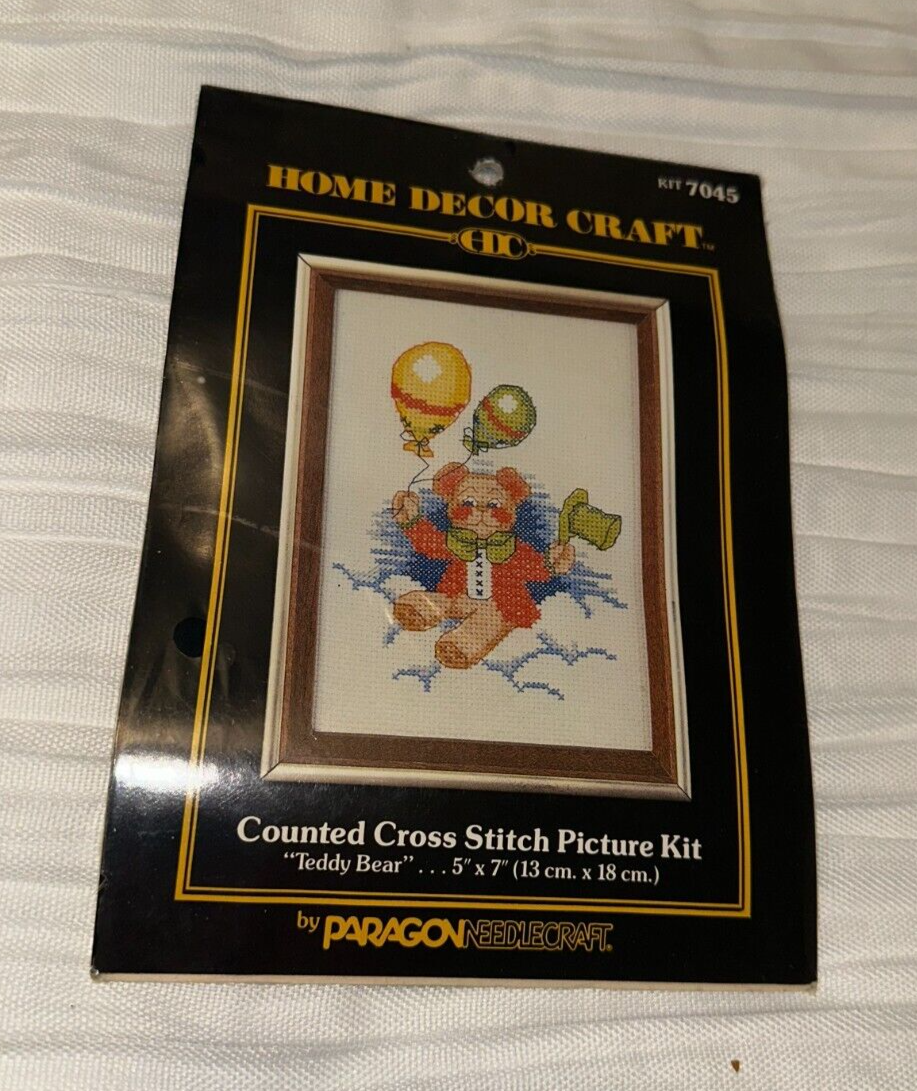 KIT 7045
HOME DECOR CRAFT™
HDC
Counted Cross Stitch Picture Kit
“Teddy Bear” . . . 5″ x 7″ (13 cm. x 18 cm.)
by PARAGON NEEDLECRAFT®